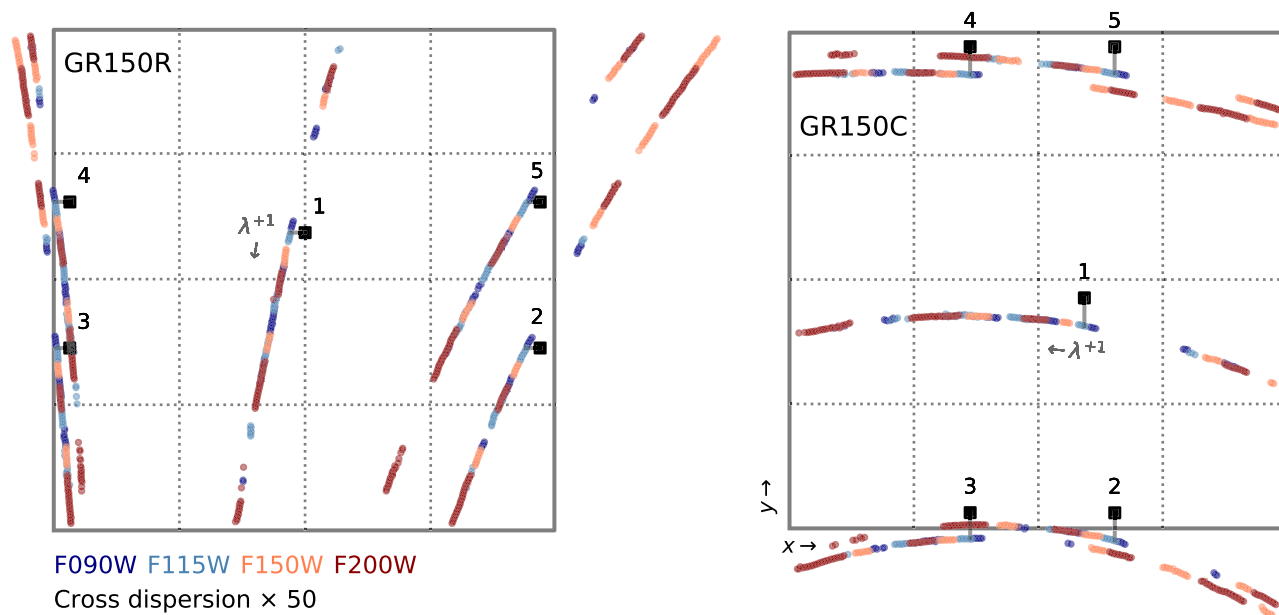 GR150R
4
5
1
λ⁺¹
↓
3
2
F090W F115W F150W F200W
Cross dispersion × 50
4
5
GR150C
1
←λ⁺¹
3
2
y→
x→